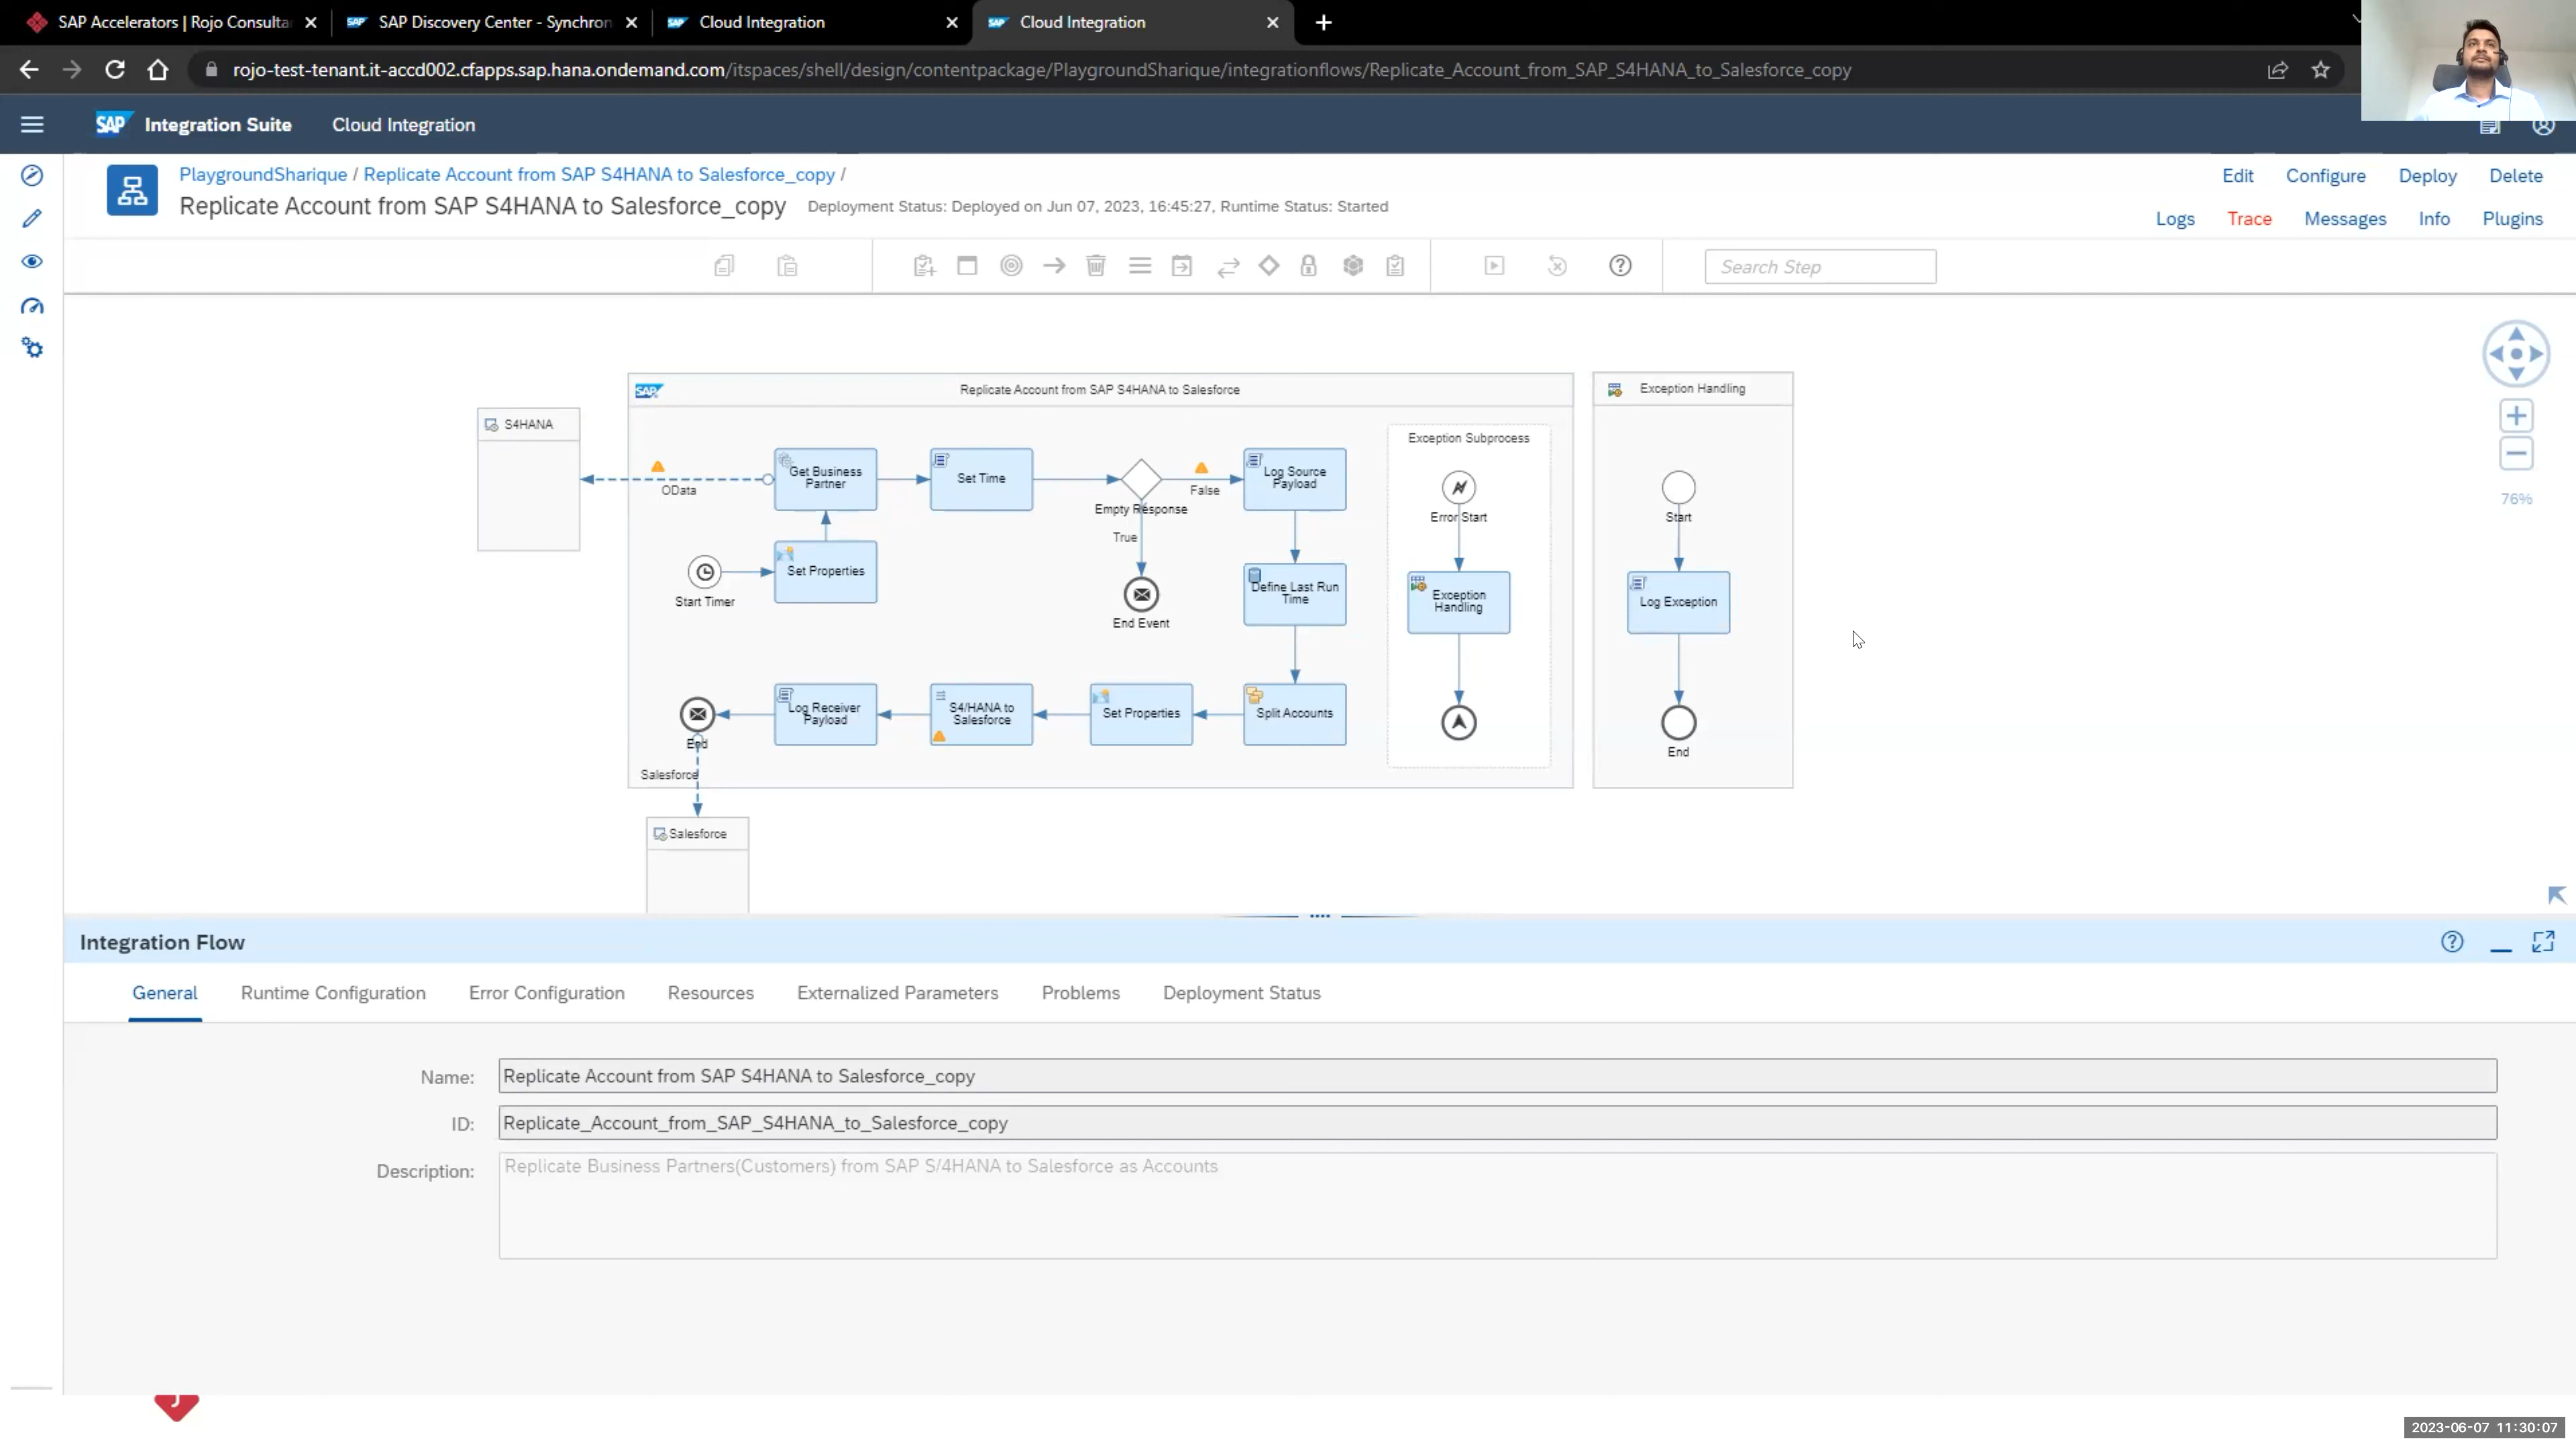 SAP Accelerators | Rojo Consulta
SAP Discovery Center - Synchron
Cloud Integration
Cloud Integration
rojo-test-tenant.it-accd002.cfapps.sap.hana.ondemand.com/itspaces/shell/design/contentpackage/PlaygroundSharique/integrationflows/Replicate_Account_from_SAP_S4HANA_to_Salesforce_copy
SAP Integration Suite Cloud Integration
PlaygroundSharique / Replicate Account from SAP S4HANA to Salesforce_copy /
Edit Configure Deploy Delete
Replicate Account from SAP S4HANA to Salesforce_copy Deployment Status: Deployed on Jun 07, 2023, 16:45:27, Runtime Status: Started
Logs Trace Messages Info Plugins
Search Step
SAP Replicate Account from SAP S4HANA to Salesforce
Exception Handling
S4HANA
OData
Get Business
Partner
Set Time
Empty Response
False
True
Log Source
Payload
Start Timer
Set Properties
End Event
Define Last Run
Time
Split Accounts
Set Properties
S4/HANA to
Salesforce
Log Receiver
Payload
End
Salesforce
Salesforce
Exception Subprocess
Error Start
Exception
Handling
Start
Log Exception
End
76%
Integration Flow
General Runtime Configuration Error Configuration Resources Externalized Parameters Problems Deployment Status
Name: Replicate Account from SAP S4HANA to Salesforce_copy
ID: Replicate_Account_from_SAP_S4HANA_to_Salesforce_copy
Description: Replicate Business Partners(Customers) from SAP S/4HANA to Salesforce as Accounts
2023-06-07 11:30:07